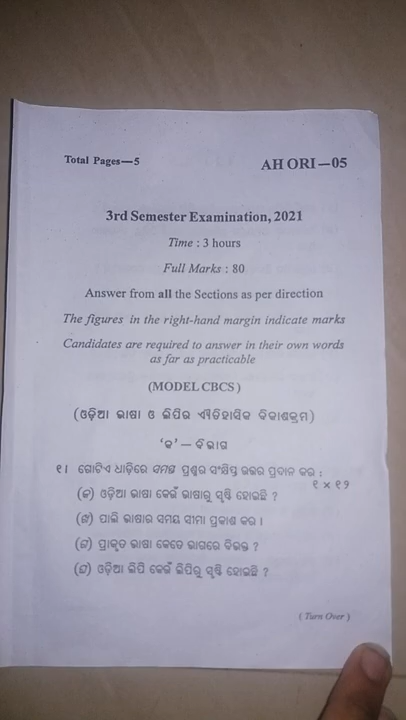 Total Pages—5
AH ORI—05
3rd Semester Examination, 2021
Time : 3 hours
Full Marks : 80
Answer from all the Sections as per direction
The figures in the right-hand margin indicate marks
Candidates are required to answer in their own words
as far as practicable
(MODEL CBCS )
(ଓଡ଼ିଆ ଭାଷା ଓ ଲିପିର ଐତିହାସିକ ବିକାଶକ୍ରମ)
‘କ’ — ବିଭାଗ
୧। ଗୋଟିଏ ଧାଡ଼ିରେ ସମସ୍ତ ପ୍ରଶ୍ନର ସଂକ୍ଷିପ୍ତ ଉତ୍ତର ପ୍ରଦାନ କର :
୧ × ୧୨
(କ) ଓଡ଼ିଆ ଭାଷା କେଉଁ ଭାଷାରୁ ସୃଷ୍ଟି ହୋଇଛି ?
(ଖ) ପାଲି ଭାଷାର ସମୟ ସୀମା ପ୍ରକାଶ କର ।
(ଗ) ପ୍ରାକୃତ ଭାଷା କେତେ ଭାଗରେ ବିଭକ୍ତ ?
(ଘ) ଓଡ଼ିଆ ଲିପି କେଉଁ ଲିପିରୁ ସୃଷ୍ଟି ହୋଇଛି ?
( Turn Over )